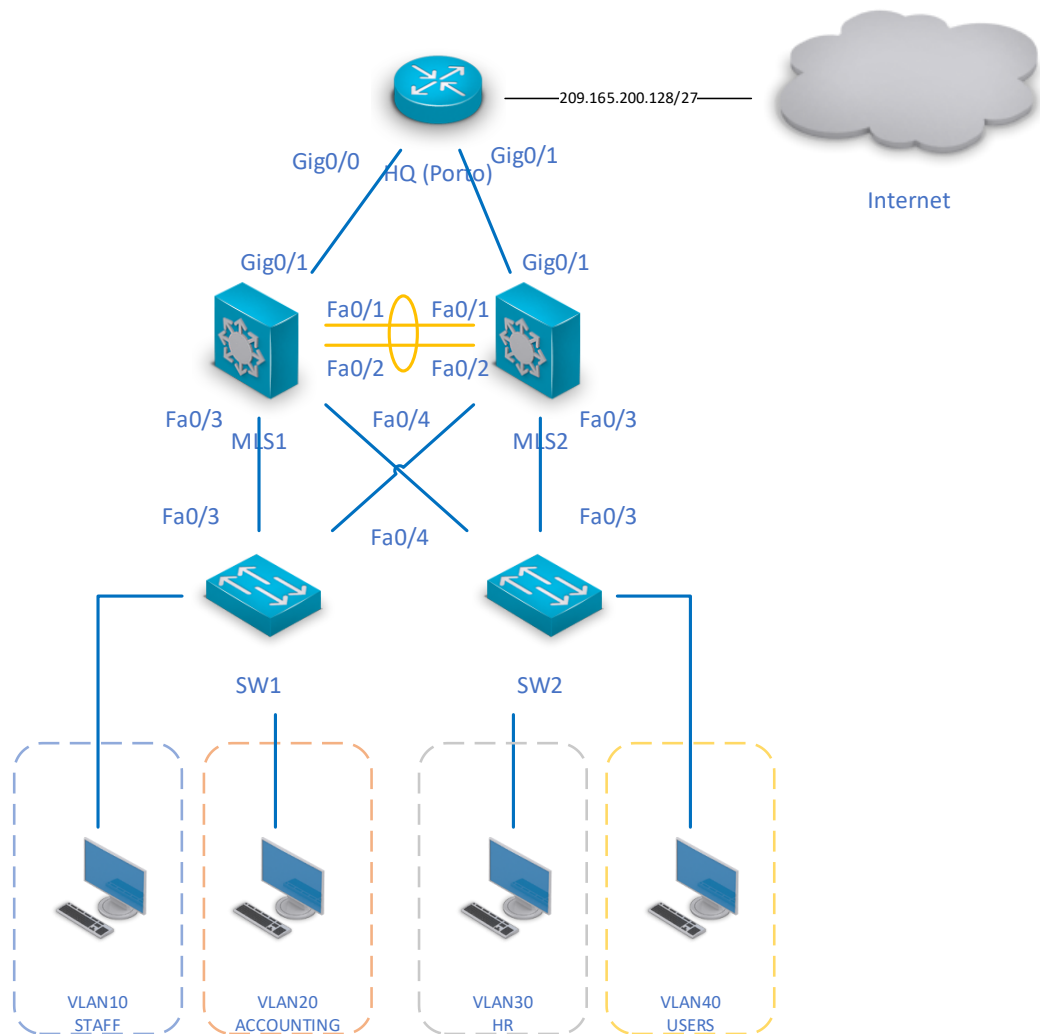 209.165.200.128/27
Gig0/0
Gig0/1
HQ (Porto)
Internet
Gig0/1
Gig0/1
Fa0/1
Fa0/1
Fa0/2
Fa0/2
Fa0/3
Fa0/4
Fa0/3
MLS1
MLS2
Fa0/3
Fa0/4
Fa0/3
SW1
SW2
VLAN10
STAFF
VLAN20
ACCOUNTING
VLAN30
HR
VLAN40
USERS